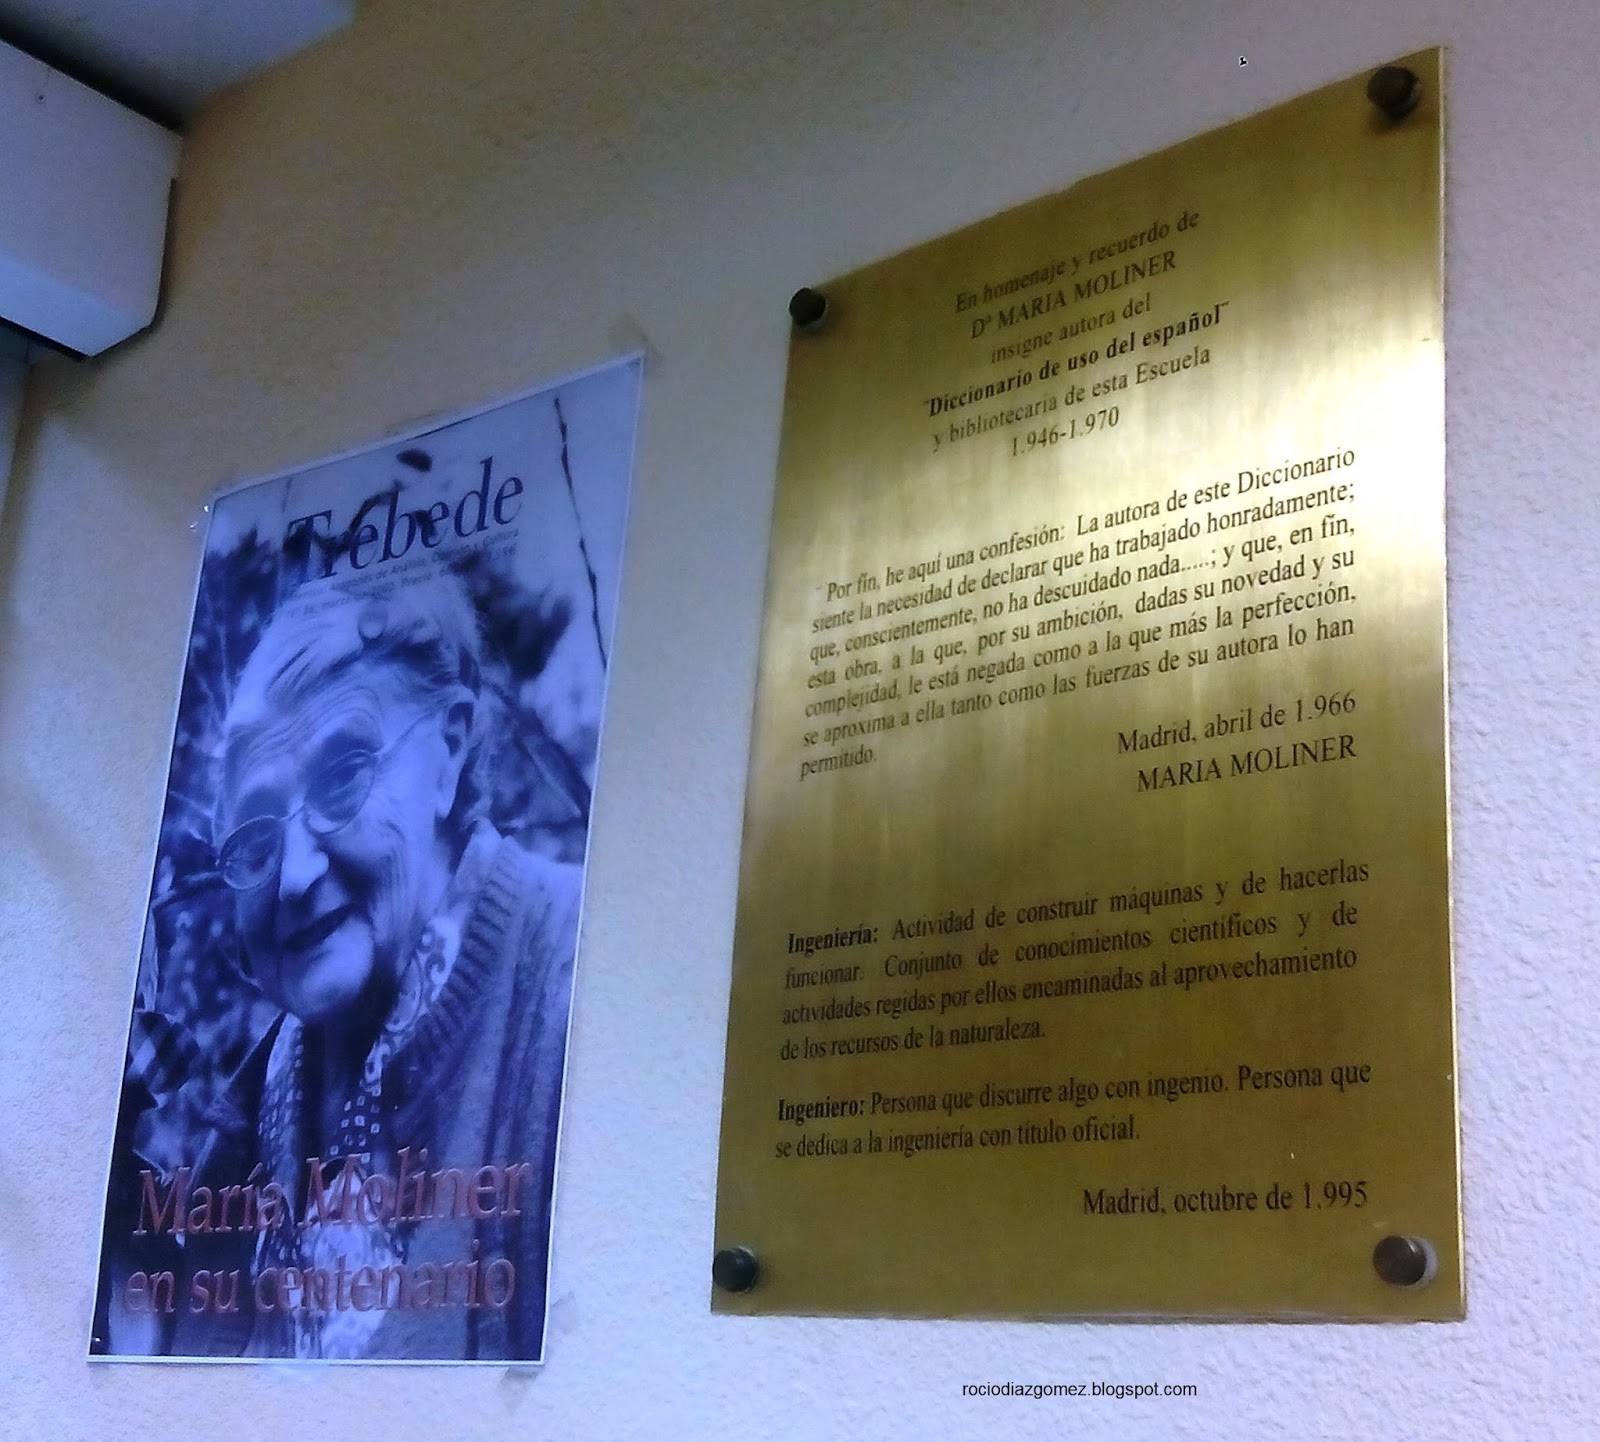 Trebede
María Moliner
en su centenario
En homenaje y recuerdo de
Dª MARIA MOLINER
insigne autora del
¨Diccionario de uso del español¨
y bibliotecaria de esta Escuela
1.946-1.970
¨ Por fín, he aquí una confesión: La autora de este Diccionario
siente la necesidad de declarar que ha trabajado honradamente;
que, conscientemente, no ha descuidado nada.....; y que, en fín,
esta obra, a la que, por su ambición, dadas su novedad y su
complejidad, le está negada como a la que más la perfección,
se aproxima a ella tanto como las fuerzas de su autora lo han
permitido.
Madrid, abril de 1.966
MARIA MOLINER
Ingeniería: Actividad de construir máquinas y de hacerlas
funcionar. Conjunto de conocimientos científicos y de
actividades regidas por ellos encaminadas al aprovechamiento
de los recursos de la naturaleza.
Ingeniero: Persona que discurre algo con ingenio. Persona que
se dedica a la ingeniería con título oficial.
Madrid, octubre de 1.995
rociodiazgomez.blogspot.com